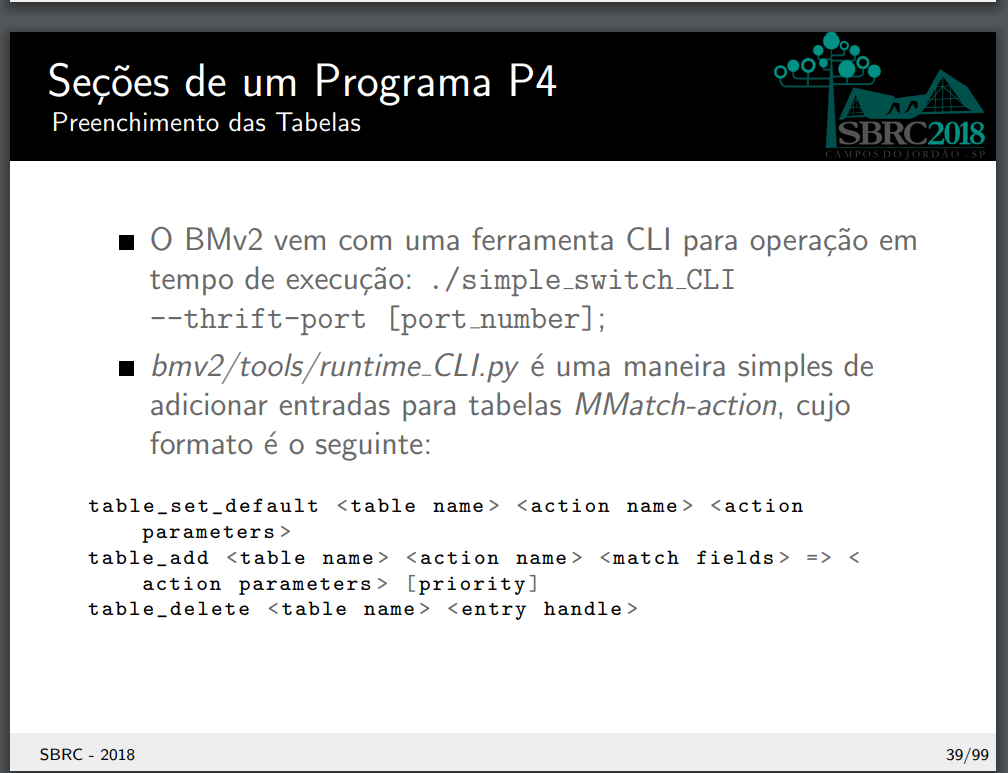 Seções de um Programa P4
Preenchimento das Tabelas
SBRC2018
CAMPOS DO JORDÃO - SP
O BMv2 vem com uma ferramenta CLI para operação em
tempo de execução: ./simple_switch_CLI
--thrift-port [port_number];
bmv2/tools/runtime_CLI.py é uma maneira simples de
adicionar entradas para tabelas MMatch-action, cujo
formato é o seguinte:
table_set_default <table name> <action name> <action
parameters>
table_add <table name> <action name> <match fields> => <
action parameters> [priority]
table_delete <table name> <entry handle>
SBRC - 2018
39/99